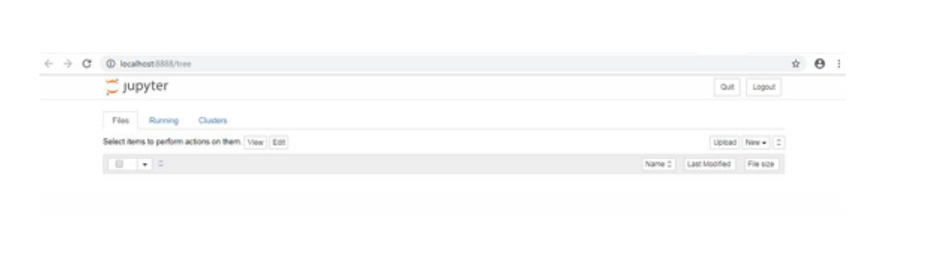 localhost:8888/tree
jupyter
Quit Logout
Files Running Clusters
Select items to perform actions on them. View Edit Upload New
Name Last Modified File size